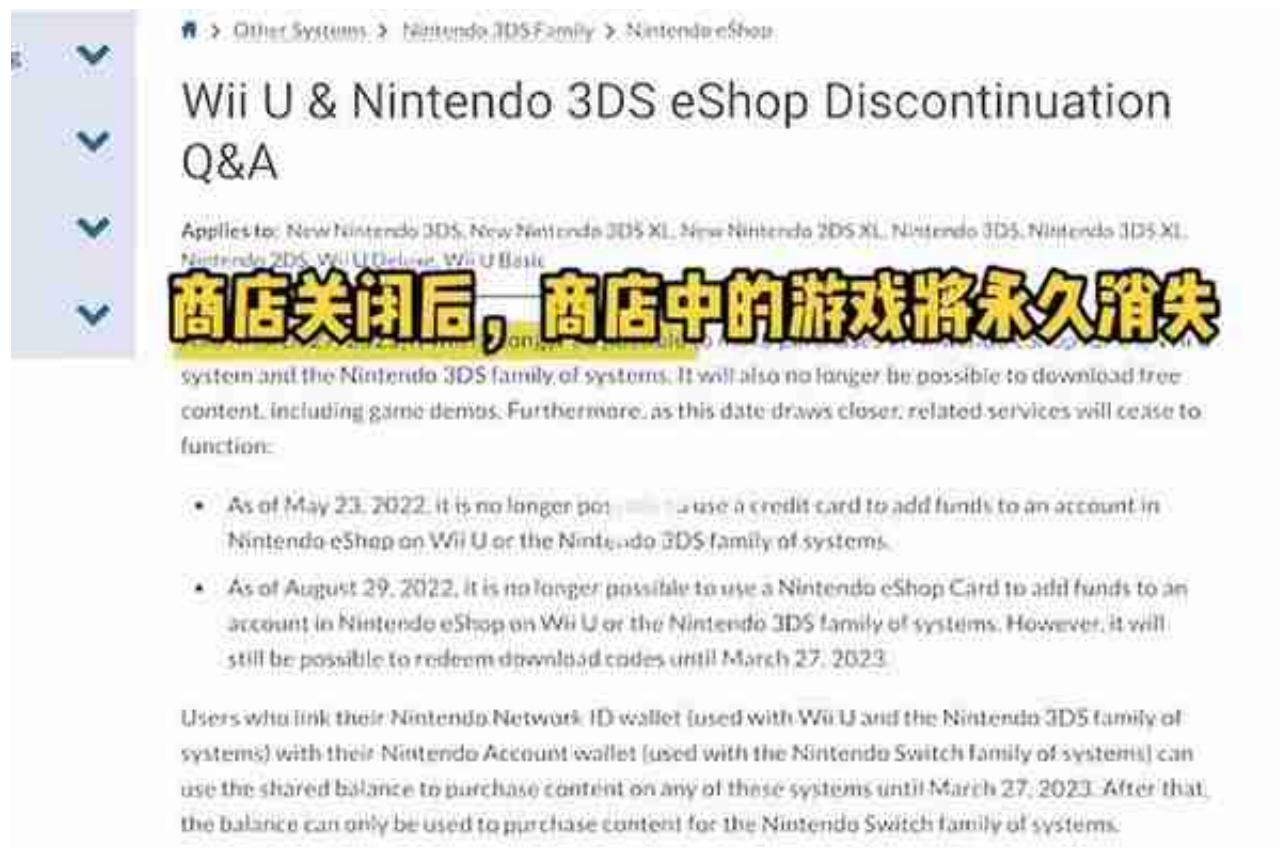 > Other Systems > Nintendo 3DS Family > Nintendo eShop
Wii U & Nintendo 3DS eShop Discontinuation
Q&A
Applies to: New Nintendo 3DS, New Nintendo 3DS XL, New Nintendo 2DS XL, Nintendo 3DS, Nintendo 3DS XL,
Nintendo 2DS, Wii U Deluxe, Wii U Basic
商店关闭后，商店中的游戏將永久消失
system and the Nintendo 3DS family of systems. It will also no longer be possible to download free
content, including game demos. Furthermore, as this date draws closer, related services will cease to
function:
• As of May 23, 2022, it is no longer pos use a credit card to add funds to an account in
Nintendo eShop on Wii U or the Nintendo 3DS family of systems.
• As of August 29, 2022, it is no longer possible to use a Nintendo eShop Card to add funds to an
account in Nintendo eShop on Wii U or the Nintendo 3DS family of systems. However, it will
still be possible to redeem download codes until March 27, 2023.
Users who link their Nintendo Network ID wallet (used with Wii U and the Nintendo 3DS family of
systems) with their Nintendo Account wallet (used with the Nintendo Switch family of systems) can
use the shared balance to purchase content on any of these systems until March 27, 2023. After that,
the balance can only be used to purchase content for the Nintendo Switch family of systems.